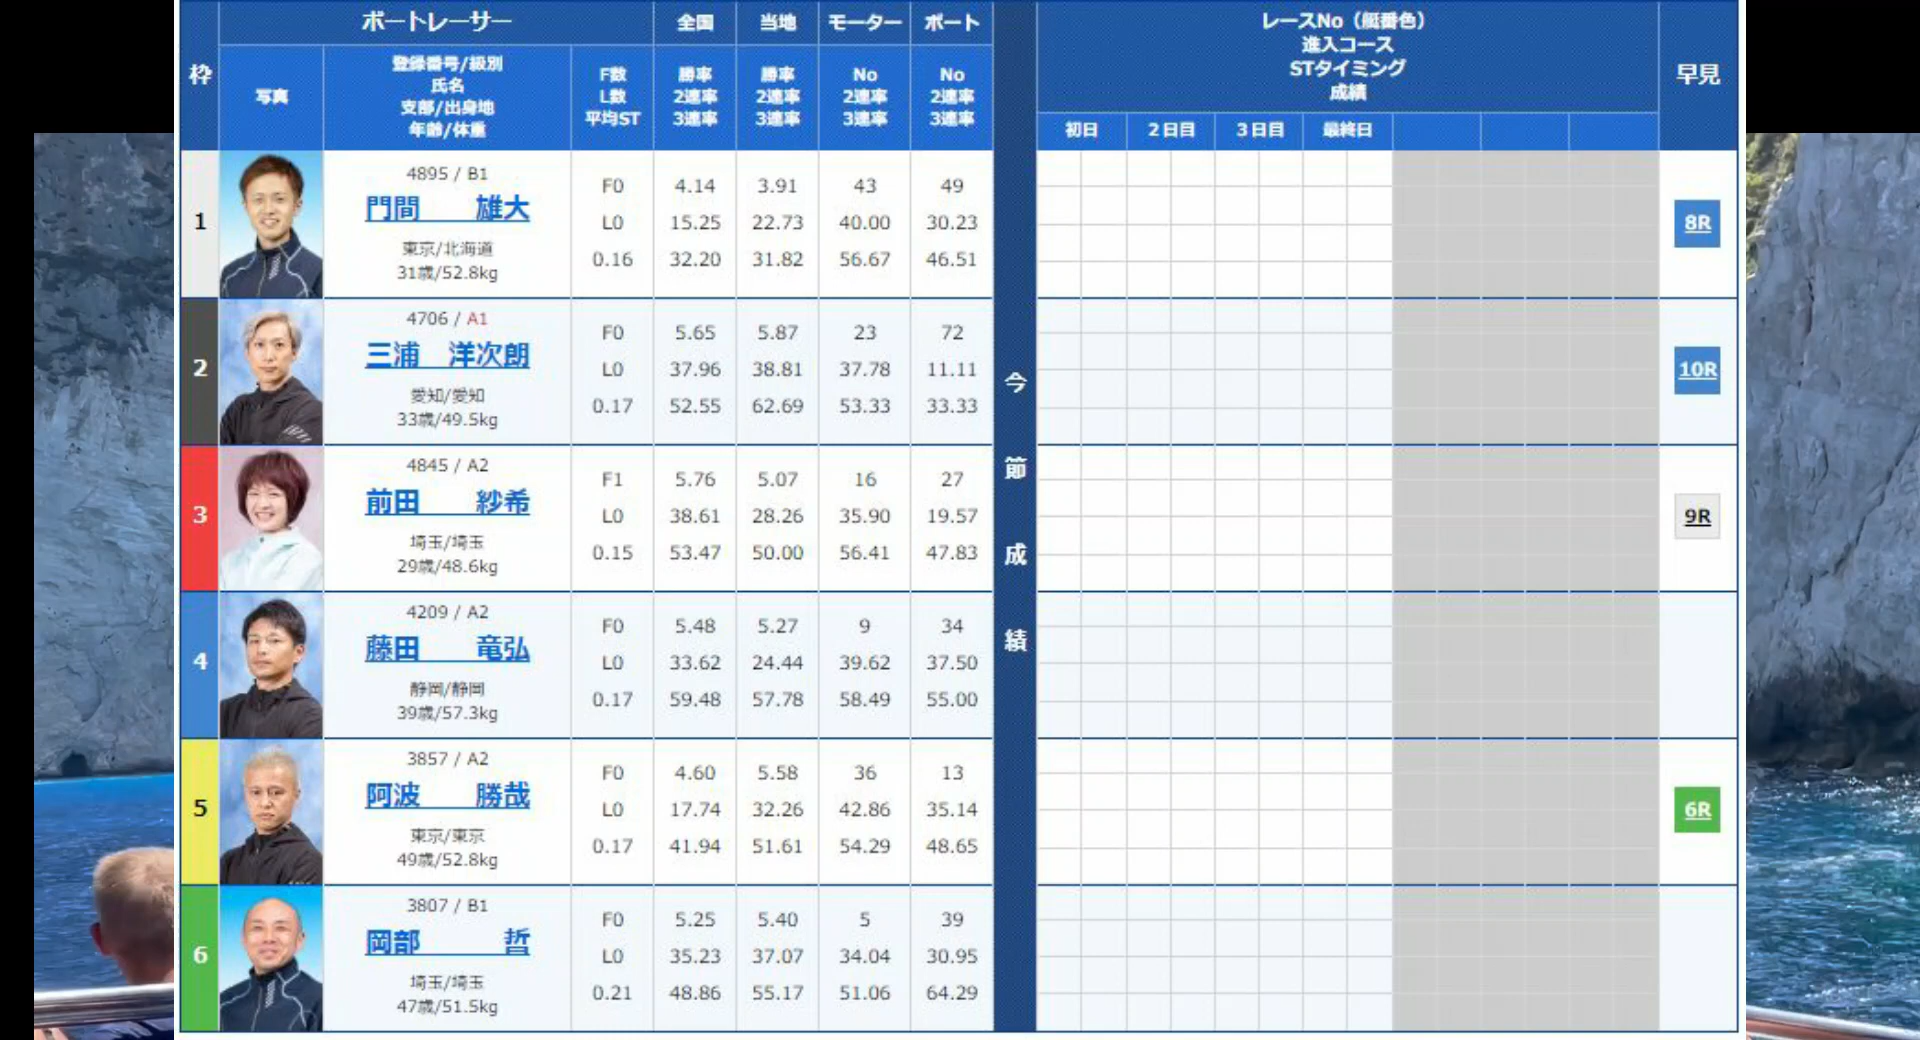 ボートレーサー 全国 当地 モーター ボート
枠 写真 登録番号/級別 氏名 支部/出身地 年齢/体重 F数 L数 平均ST 勝率 2連率 3連率 勝率 2連率 3連率 No 2連率 3連率 No 2連率 3連率
今節成績
レースNo（艇番色）
進入コース
STタイミング
成績
早見
初日 2日目 3日目 最終日
1
4895 / B1
門間 雄大
東京/北海道
31歳/52.8kg
F0 4.14 3.91 43 49
L0 15.25 22.73 40.00 30.23
0.16 32.20 31.82 56.67 46.51
8R
2
4706 / A1
三浦 洋次朗
愛知/愛知
33歳/49.5kg
F0 5.65 5.87 23 72
L0 37.96 38.81 37.78 11.11
0.17 52.55 62.69 53.33 33.33
10R
3
4845 / A2
前田 紗希
埼玉/埼玉
29歳/48.6kg
F1 5.76 5.07 16 27
L0 38.61 28.26 35.90 19.57
0.15 53.47 50.00 56.41 47.83
9R
4
4209 / A2
藤田 竜弘
静岡/静岡
39歳/57.3kg
F0 5.48 5.27 9 34
L0 33.62 24.44 39.62 37.50
0.17 59.48 57.78 58.49 55.00
5
3857 / A2
阿波 勝哉
東京/東京
49歳/52.8kg
F0 4.60 5.58 36 13
L0 17.74 32.26 42.86 35.14
0.17 41.94 51.61 54.29 48.65
6R
6
3807 / B1
岡部 哲
埼玉/埼玉
47歳/51.5kg
F0 5.25 5.40 5 39
L0 35.23 37.07 34.04 30.95
0.21 48.86 55.17 51.06 64.29